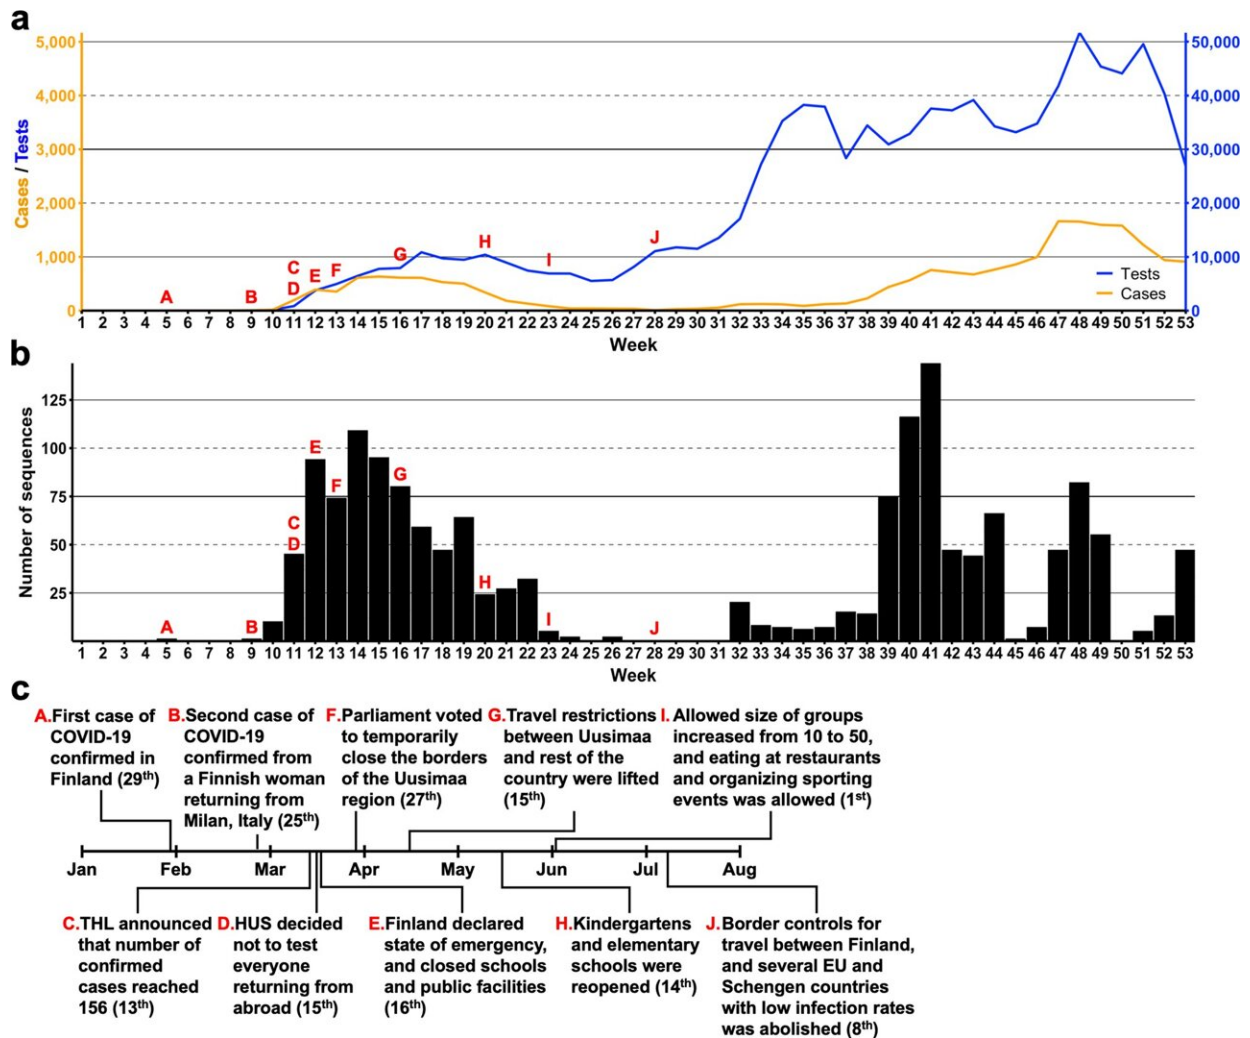 a
5,000
4,000
3,000
2,000
1,000
0
Cases / Tests
50,000
40,000
30,000
20,000
10,000
0
A
B
C
D
E
F
G
H
I
J
Tests
Cases
1 2 3 4 5 6 7 8 9 10 11 12 13 14 15 16 17 18 19 20 21 22 23 24 25 26 27 28 29 30 31 32 33 34 35 36 37 38 39 40 41 42 43 44 45 46 47 48 49 50 51 52 53
Week
b
125
100
75
50
25
Number of sequences
A
B
C
D
E
F
G
H
I
J
1 2 3 4 5 6 7 8 9 10 11 12 13 14 15 16 17 18 19 20 21 22 23 24 25 26 27 28 29 30 31 32 33 34 35 36 37 38 39 40 41 42 43 44 45 46 47 48 49 50 51 52 53
Week
c
A.First case of
COVID-19
confirmed in
Finland (29th)
B.Second case of
COVID-19
confirmed from
a Finnish woman
returning from
Milan, Italy (25th)
F.Parliament voted
to temporarily
close the borders
of the Uusimaa
region (27th)
G.Travel restrictions
between Uusimaa
and rest of the
country were lifted
(15th)
I.Allowed size of groups
increased from 10 to 50,
and eating at restaurants
and organizing sporting
events was allowed (1st)
Jan Feb Mar Apr May Jun Jul Aug
C.THL announced
that number of
confirmed
cases reached
156 (13th)
D.HUS decided
not to test
everyone
returning from
abroad (15th)
E.Finland declared
state of emergency,
and closed schools
and public facilities
(16th)
H.Kindergartens
and elementary
schools were
reopened (14th)
J.Border controls for
travel between Finland,
and several EU and
Schengen countries
with low infection rates
was abolished (8th)